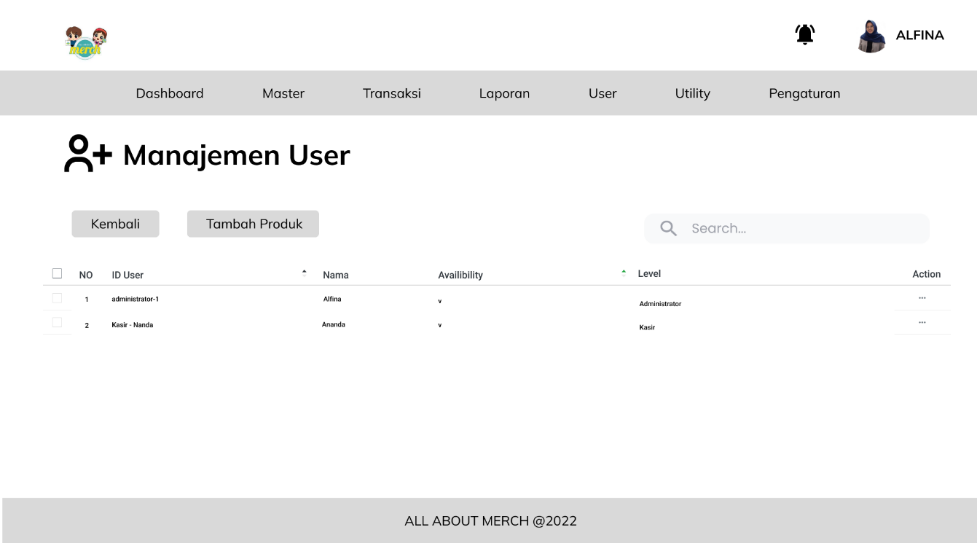 MERCH
ALFINA
Dashboard Master Transaksi Laporan User Utility Pengaturan
Manajemen User
Kembali Tambah Produk Search...
NO ID User Nama Availibility Level Action
1 administrator-1 Alfina v Administrator ...
2 Kasir - Nanda Ananda v Kasir ...
ALL ABOUT MERCH @2022